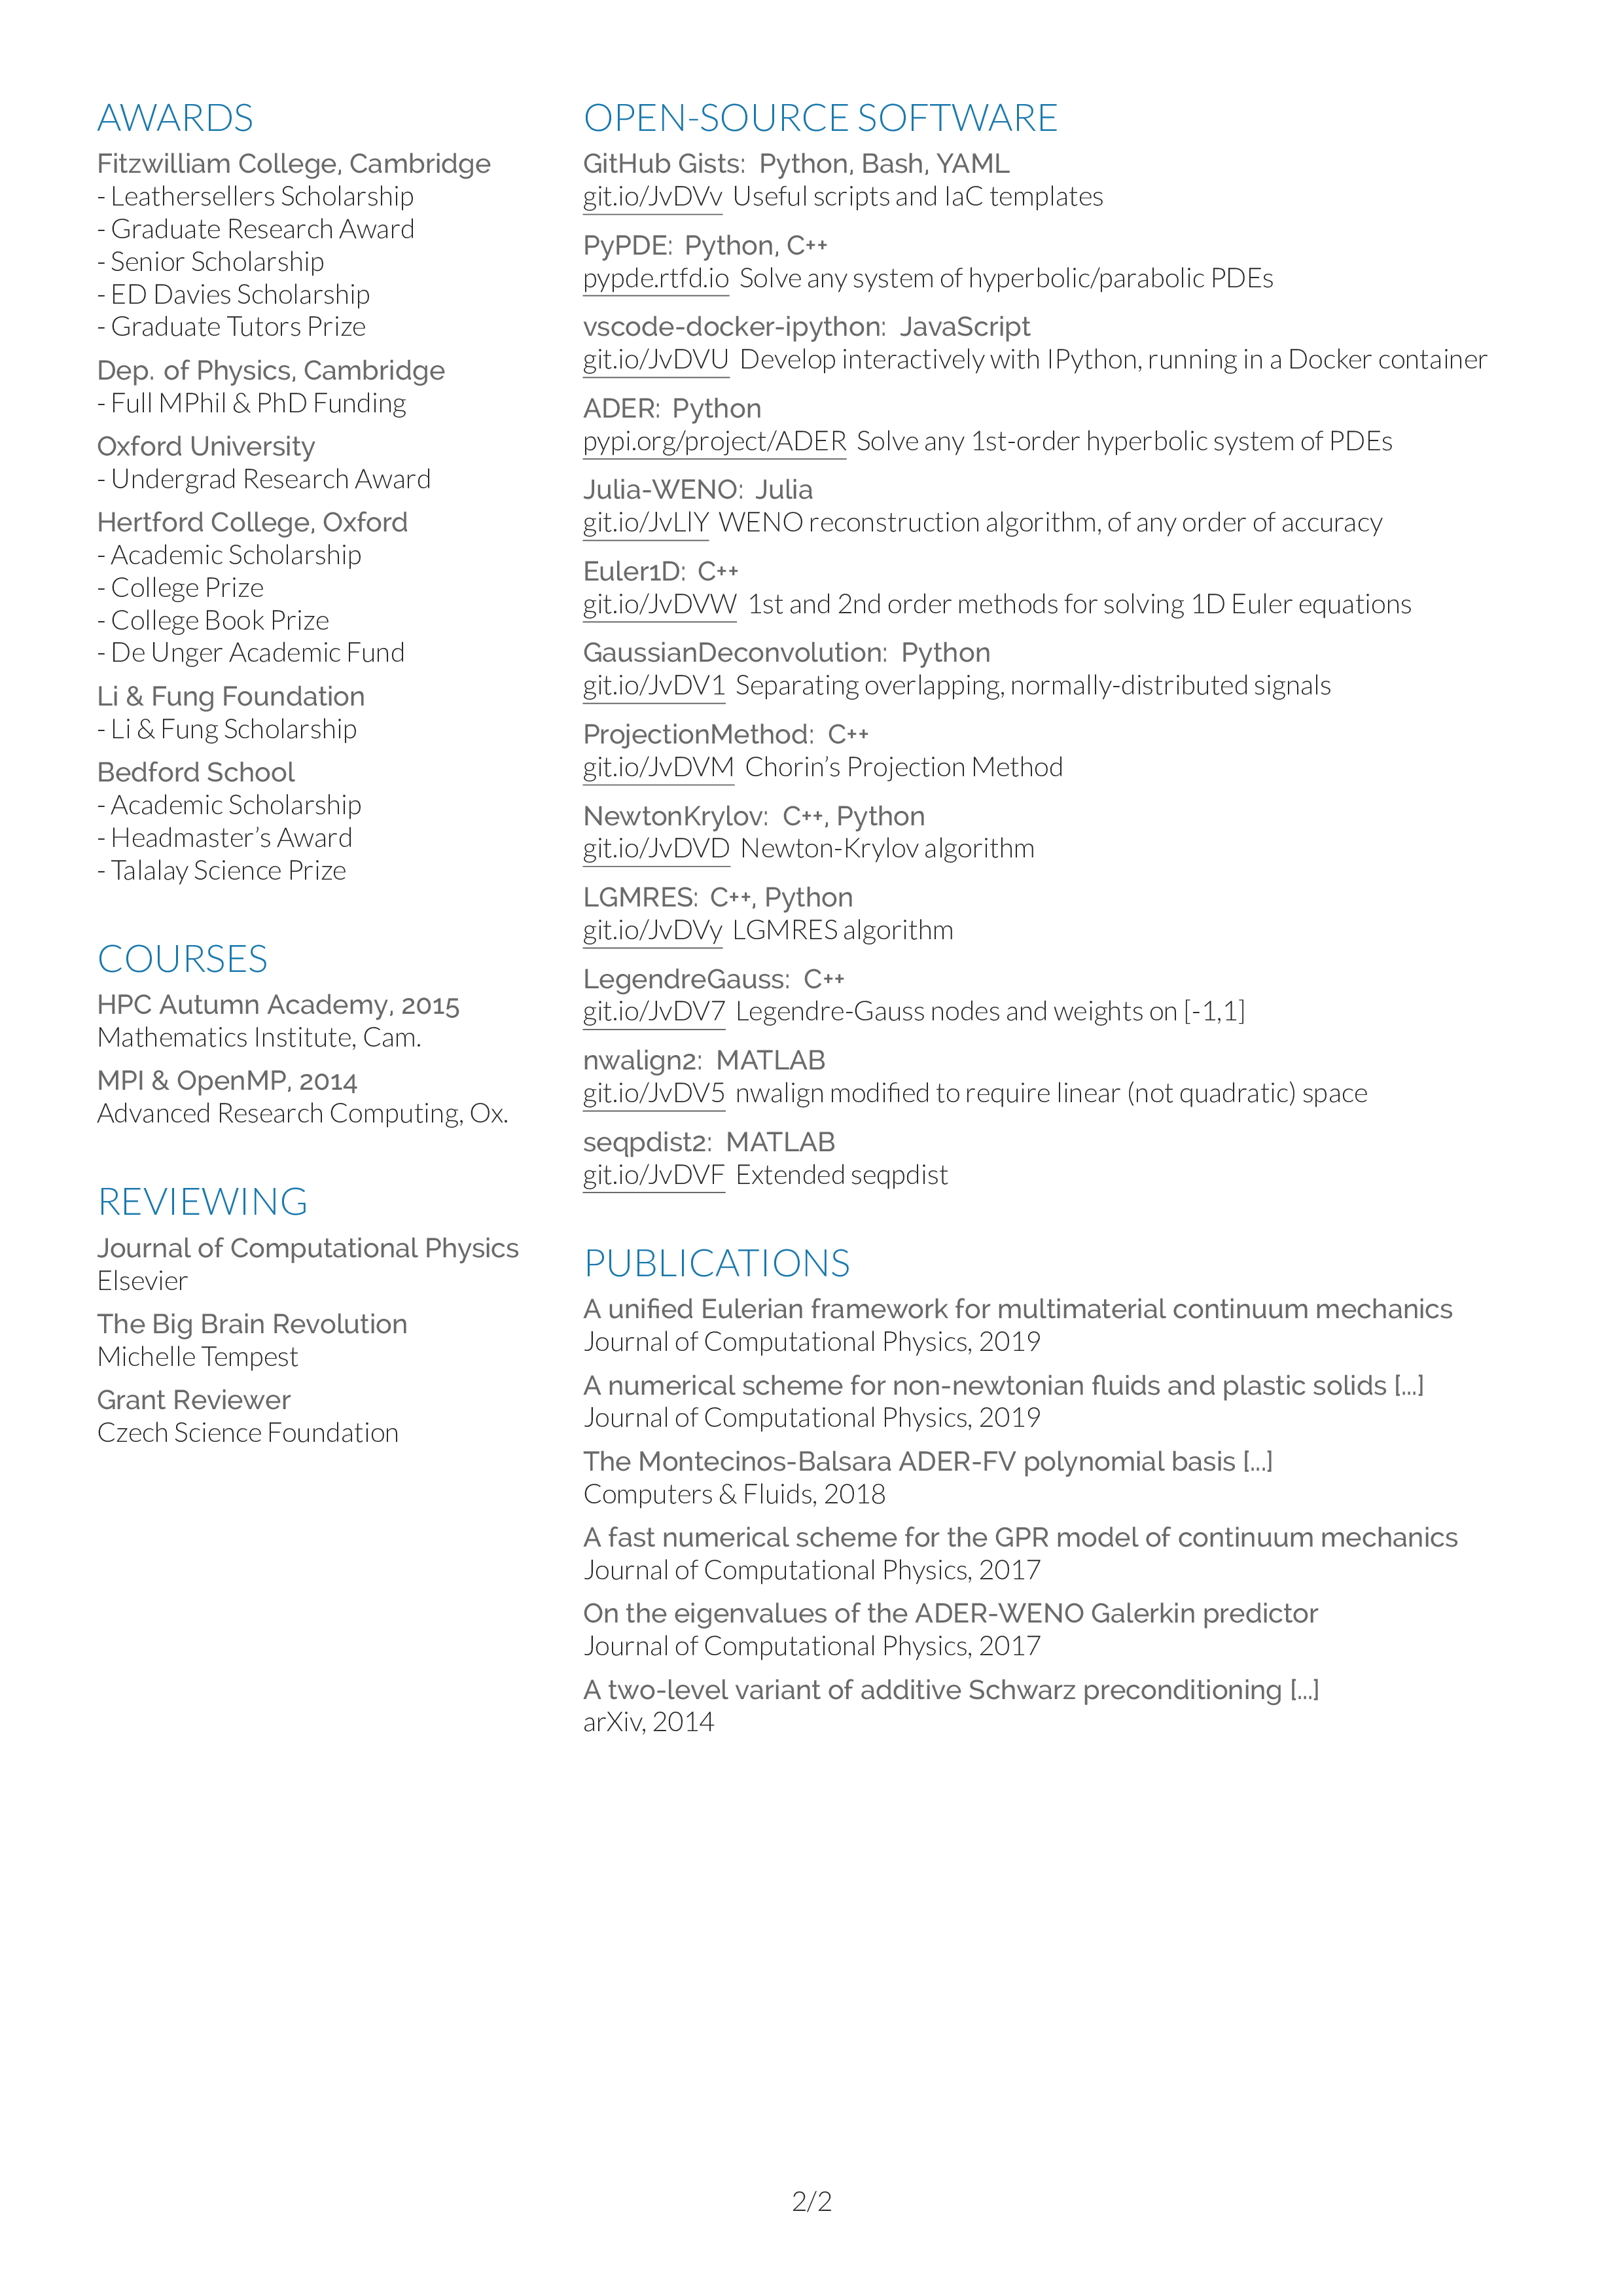 AWARDS
Fitzwilliam College, Cambridge
- Leathersellers Scholarship
- Graduate Research Award
- Senior Scholarship
- ED Davies Scholarship
- Graduate Tutors Prize
Dep. of Physics, Cambridge
- Full MPhil & PhD Funding
Oxford University
- Undergrad Research Award
Hertford College, Oxford
- Academic Scholarship
- College Prize
- College Book Prize
- De Unger Academic Fund
Li & Fung Foundation
- Li & Fung Scholarship
Bedford School
- Academic Scholarship
- Headmaster’s Award
- Talalay Science Prize
COURSES
HPC Autumn Academy, 2015
Mathematics Institute, Cam.
MPI & OpenMP, 2014
Advanced Research Computing, Ox.
REVIEWING
Journal of Computational Physics
Elsevier
The Big Brain Revolution
Michelle Tempest
Grant Reviewer
Czech Science Foundation
OPEN-SOURCE SOFTWARE
GitHub Gists: Python, Bash, YAML
git.io/JvDVv Useful scripts and IaC templates
PyPDE: Python, C++
pypde.rtfd.io Solve any system of hyperbolic/parabolic PDEs
vscode-docker-ipython: JavaScript
git.io/JvDVU Develop interactively with IPython, running in a Docker container
ADER: Python
pypi.org/project/ADER Solve any 1st-order hyperbolic system of PDEs
Julia-WENO: Julia
git.io/JvLlY WENO reconstruction algorithm, of any order of accuracy
Euler1D: C++
git.io/JvDVW 1st and 2nd order methods for solving 1D Euler equations
GaussianDeconvolution: Python
git.io/JvDV1 Separating overlapping, normally-distributed signals
ProjectionMethod: C++
git.io/JvDVM Chorin’s Projection Method
NewtonKrylov: C++, Python
git.io/JvDVD Newton-Krylov algorithm
LGMRES: C++, Python
git.io/JvDVy LGMRES algorithm
LegendreGauss: C++
git.io/JvDV7 Legendre-Gauss nodes and weights on [-1,1]
nwalign2: MATLAB
git.io/JvDV5 nwalign modified to require linear (not quadratic) space
seqpdist2: MATLAB
git.io/JvDVF Extended seqpdist
PUBLICATIONS
A unified Eulerian framework for multimaterial continuum mechanics
Journal of Computational Physics, 2019
A numerical scheme for non-newtonian fluids and plastic solids [...]
Journal of Computational Physics, 2019
The Montecinos-Balsara ADER-FV polynomial basis [...]
Computers & Fluids, 2018
A fast numerical scheme for the GPR model of continuum mechanics
Journal of Computational Physics, 2017
On the eigenvalues of the ADER-WENO Galerkin predictor
Journal of Computational Physics, 2017
A two-level variant of additive Schwarz preconditioning [...]
arXiv, 2014
2/2